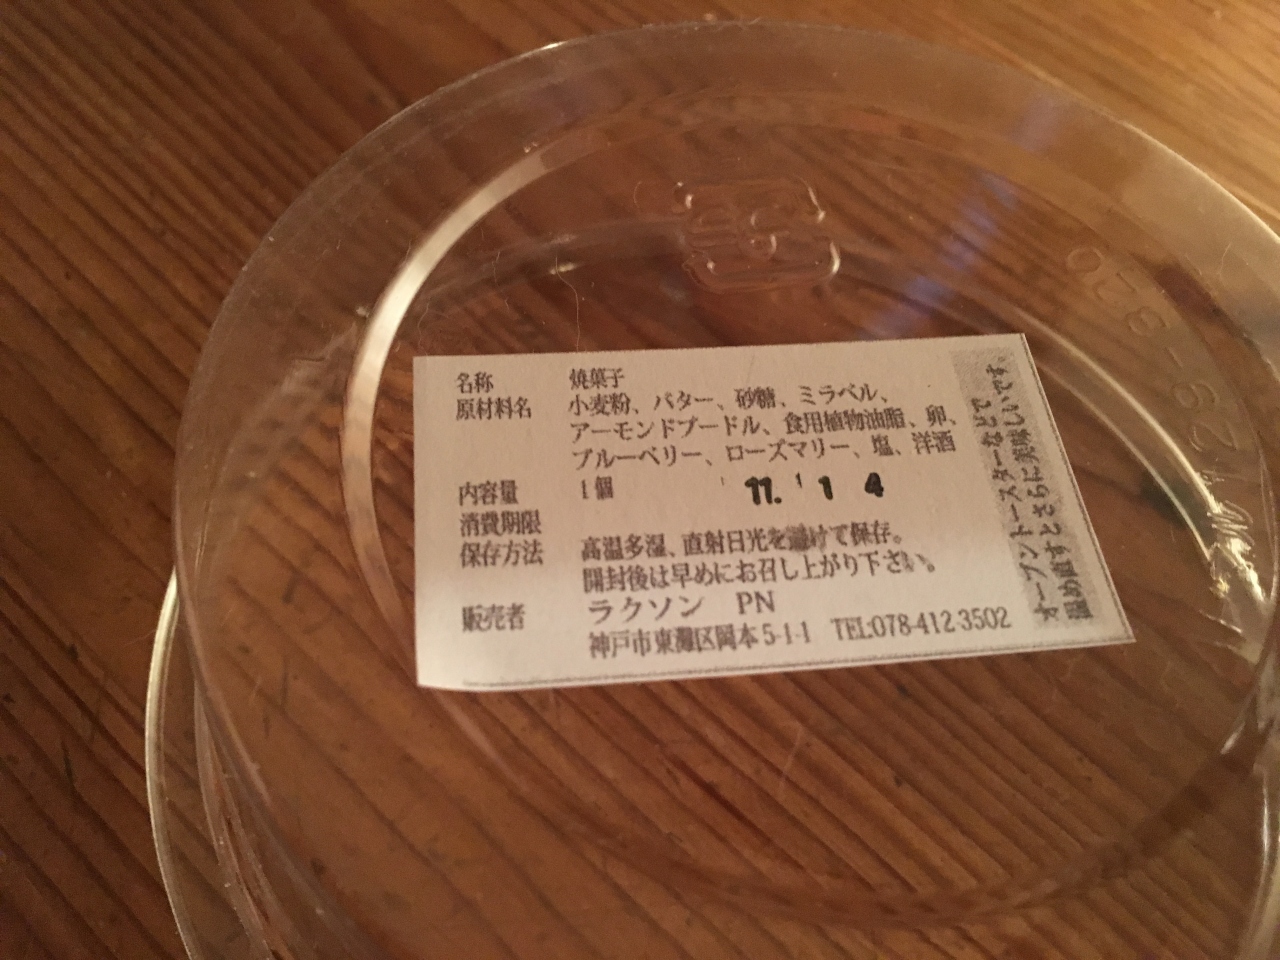 名称 焼菓子
原材料名 小麦粉、バター、砂糖、ミラベル、
アーモンドプードル、食用植物油脂、卵、
ブルーベリー、ローズマリー、塩、洋酒
内容量 1個
消費期限 11. 1 4
保存方法 高温多湿、直射日光を避けて保存。
開封後は早めにお召し上がり下さい。
販売者 ラクソン PN
神戸市東灘区岡本5-1-1 TEL:078-412-3502
オーブントースターなどで
温め直すとさらに美味しいです。